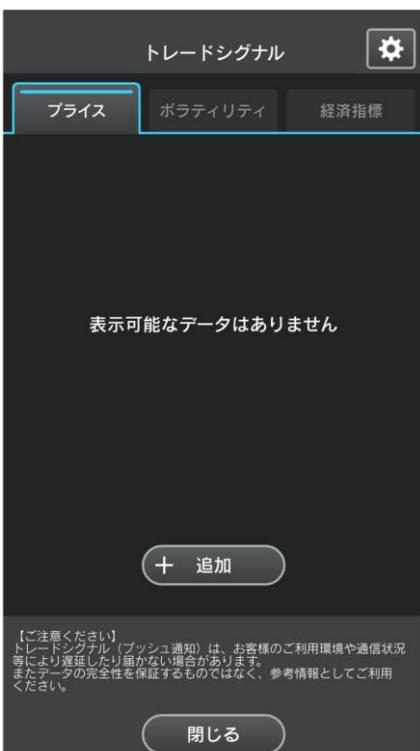 トレードシグナル
プライス
ボラティリティ
経済指標
表示可能なデータはありません
＋ 追加
【ご注意ください】
トレードシグナル（プッシュ通知）は、お客様のご利用環境や通信状況
等により遅延したり届かない場合があります。
またデータの完全性を保証するものではなく、参考情報としてご利用
ください。
閉じる